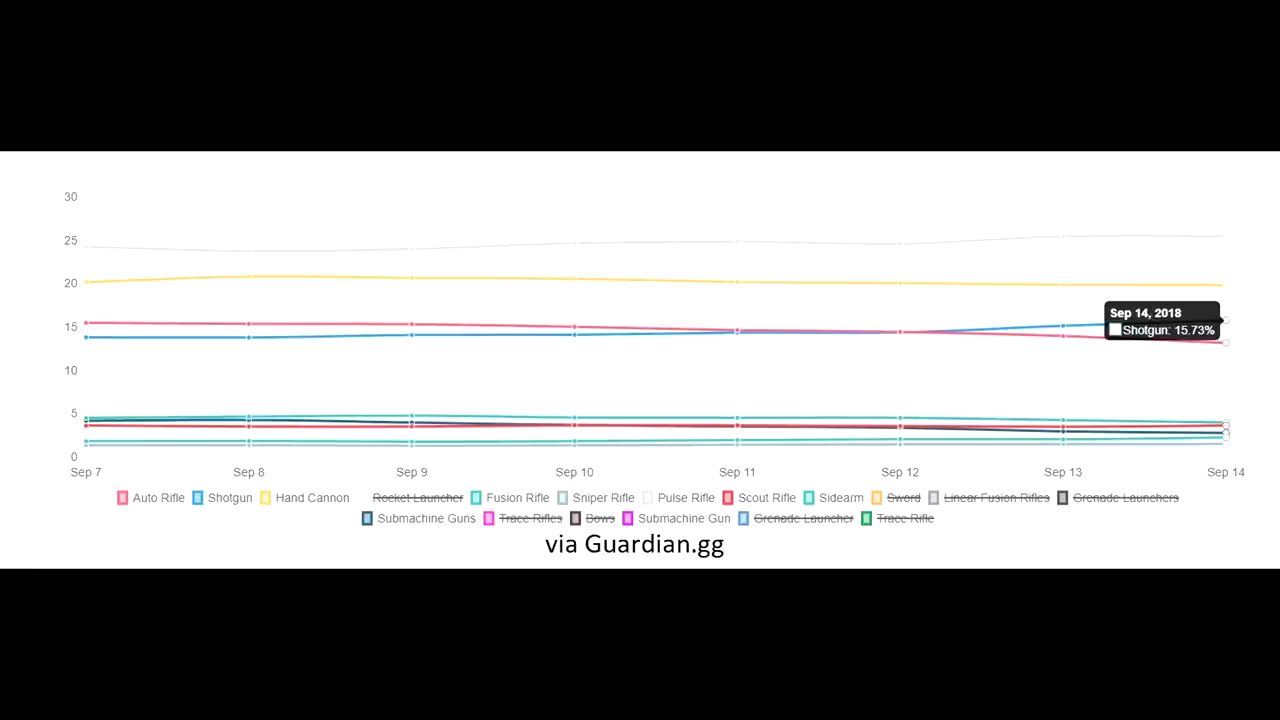 30
25
20
15
10
5
0
Sep 14, 2018
Shotgun: 15.73%
Sep 7 Sep 8 Sep 9 Sep 10 Sep 11 Sep 12 Sep 13 Sep 14
Auto Rifle Shotgun Hand Cannon Rocket Launcher Fusion Rifle Sniper Rifle Pulse Rifle Scout Rifle Sidearm Sword Linear Fusion Rifles Grenade Launchers
Submachine Guns Trace Rifles Bows Submachine Gun Grenade Launcher Trace Rifle
via Guardian.gg